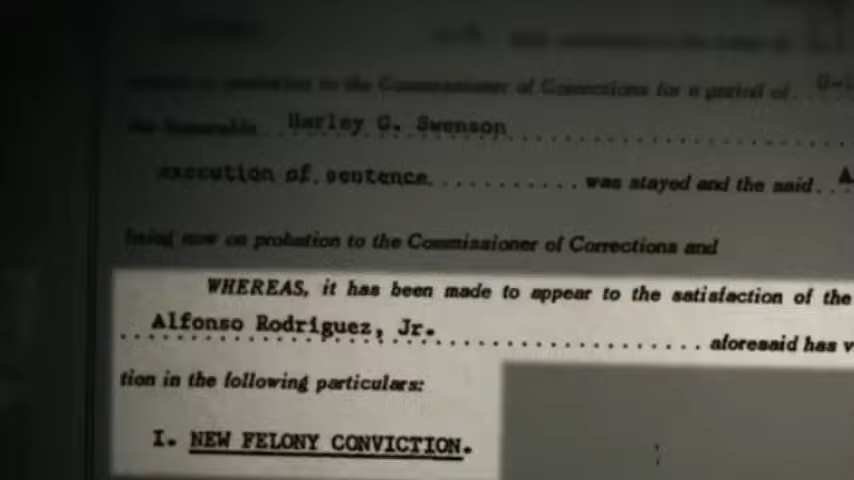 probation to the Commissioner of Corrections for a period of
Harley G. Swenson
execution of sentence. .......... was stayed and the said..
being now on probation to the Commissioner of Corrections and
WHEREAS, it has been made to appear to the satisfaction of the
Alfonso Rodriguez, Jr.
aforesaid has v
tion in the following particulars:
I. NEW FELONY CONVICTION.